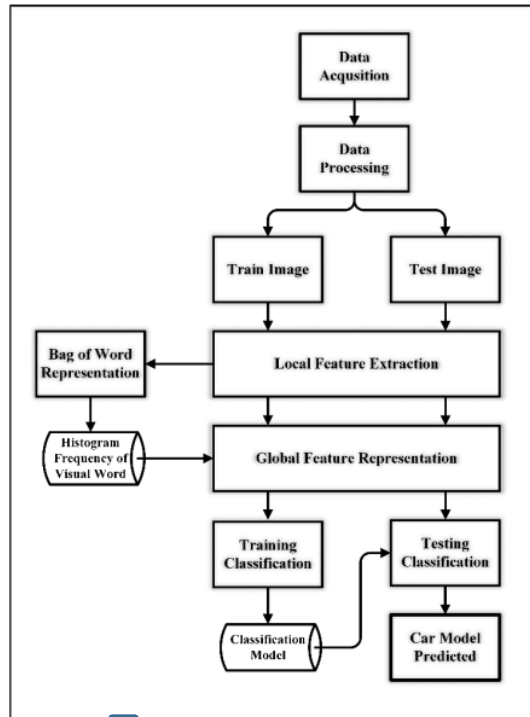 Data
Acqusition
Data
Processing
Train Image
Test Image
Bag of Word
Representation
Local Feature Extraction
Histogram
Frequency of
Visual Word
Global Feature Representation
Training
Classification
Testing
Classification
Classification
Model
Car Model
Predicted